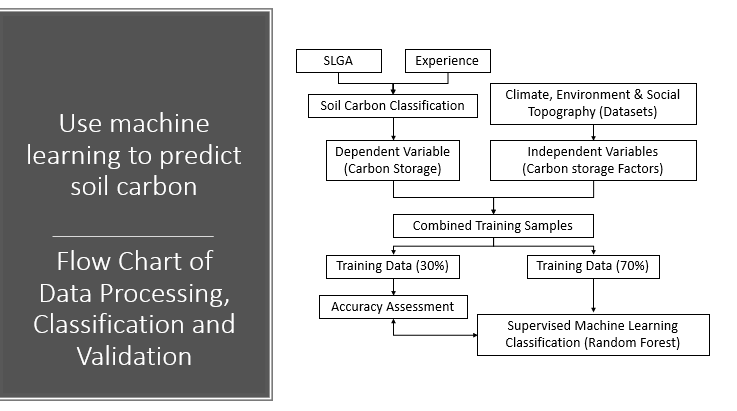 Use machine
learning to predict
soil carbon
Flow Chart of
Data Processing,
Classification and
Validation
SLGA
Experience
Soil Carbon Classification
Climate, Environment & Social
Topography (Datasets)
Dependent Variable
(Carbon Storage)
Independent Variables
(Carbon storage Factors)
Combined Training Samples
Training Data (30%)
Training Data (70%)
Accuracy Assessment
Supervised Machine Learning
Classification (Random Forest)